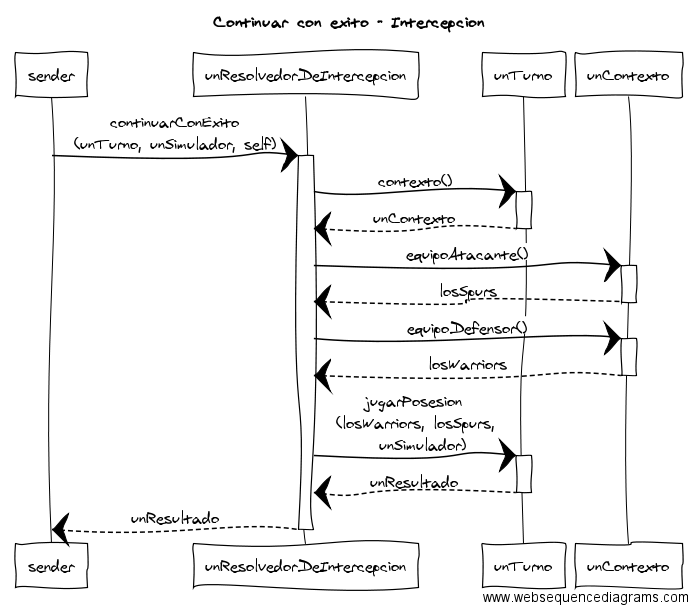 Continuar con exito - Intercepcion
sender
unResolvedorDeIntercepcion
unTurno
unContexto
continuarConExito
(unTurno, unSimulador, self)
contexto()
unContexto
equipoAtacante()
losSpurs
equipoDefensor()
losWarriors
jugarPosesion
(losWarriors, losSpurs,
unSimulador)
unResultado
unResultado
sender
unResolvedorDeIntercepcion
unTurno
unContexto
www.websequencediagrams.com